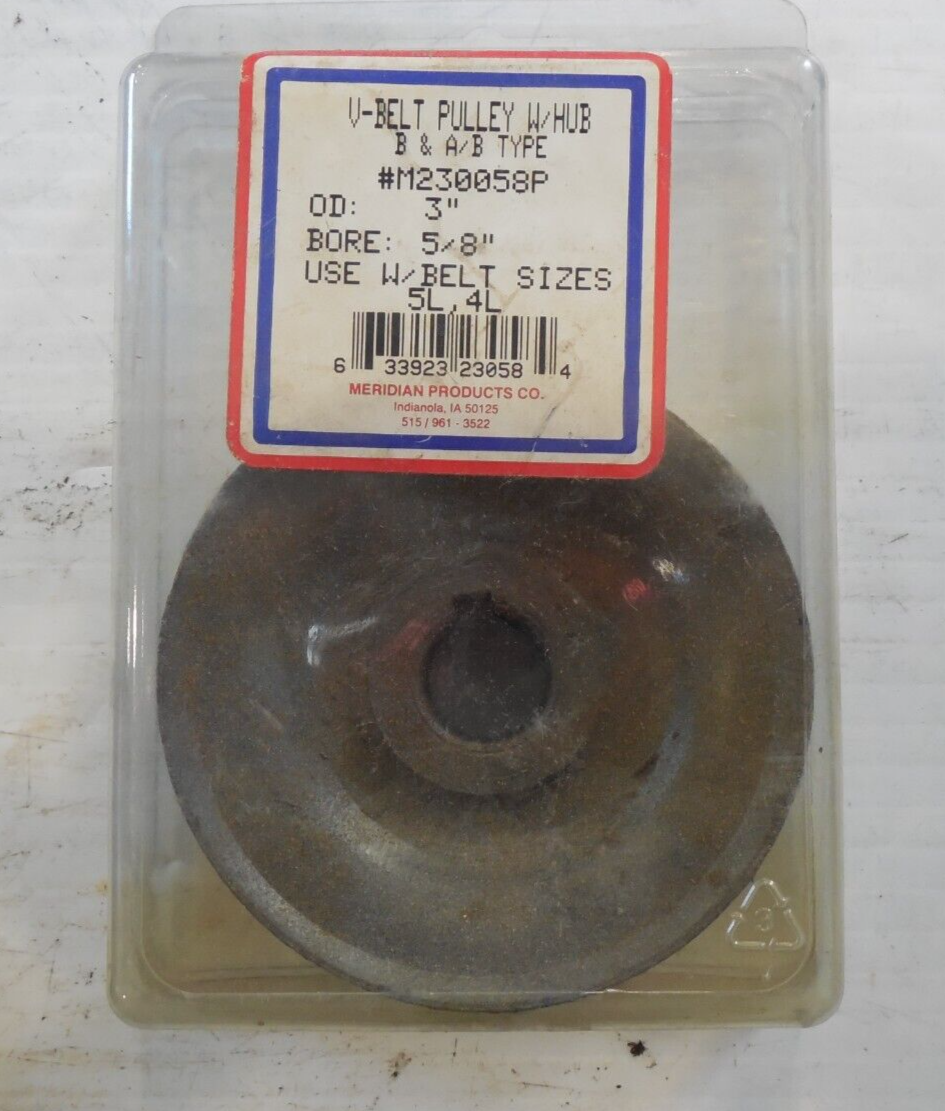 V-BELT PULLEY W/HUB
B & A/B TYPE
#M230058P
OD: 3"
BORE: 5/8"
USE W/BELT SIZES
5L,4L
6 33923 23058 4
MERIDIAN PRODUCTS CO.
Indianola, IA 50125
515 / 961 - 3522
3